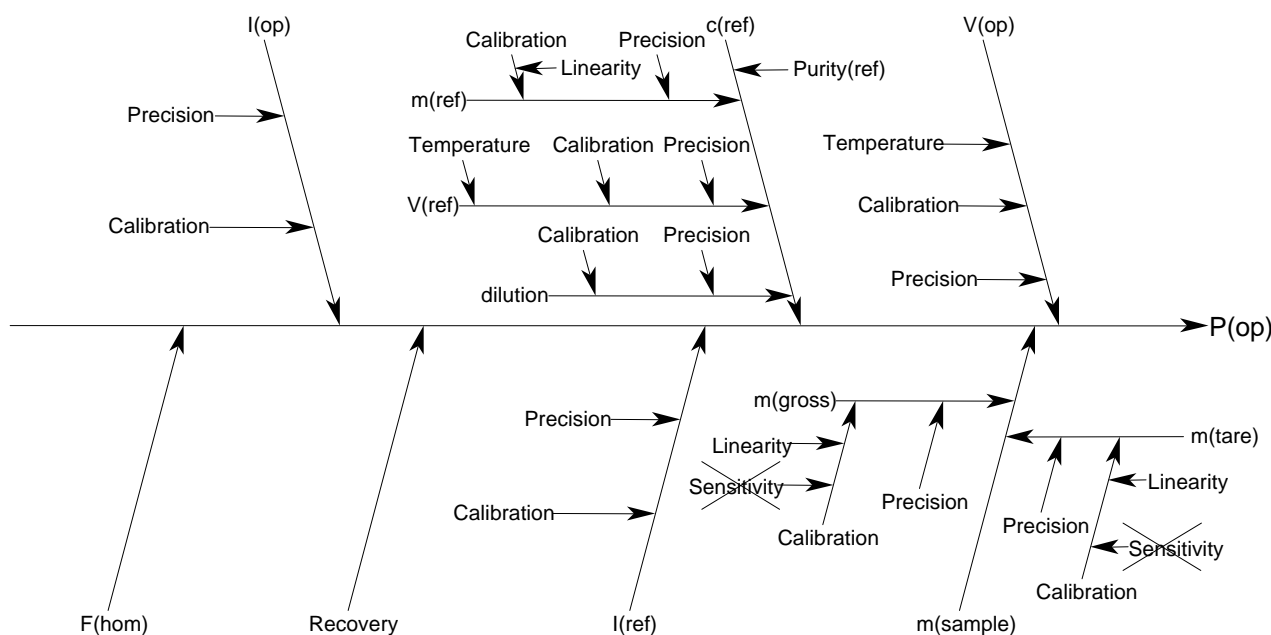 I(op)
c(ref)
V(op)
Calibration
Precision
Linearity
Purity(ref)
m(ref)
Precision
Temperature
Calibration
Precision
Temperature
V(ref)
Calibration
Calibration
Calibration
Precision
dilution
Precision
P(op)
m(gross)
Precision
m(tare)
Linearity
Sensitivity
Linearity
Precision
Calibration
Precision
Calibration
Sensitivity
Calibration
F(hom)
Recovery
I(ref)
m(sample)